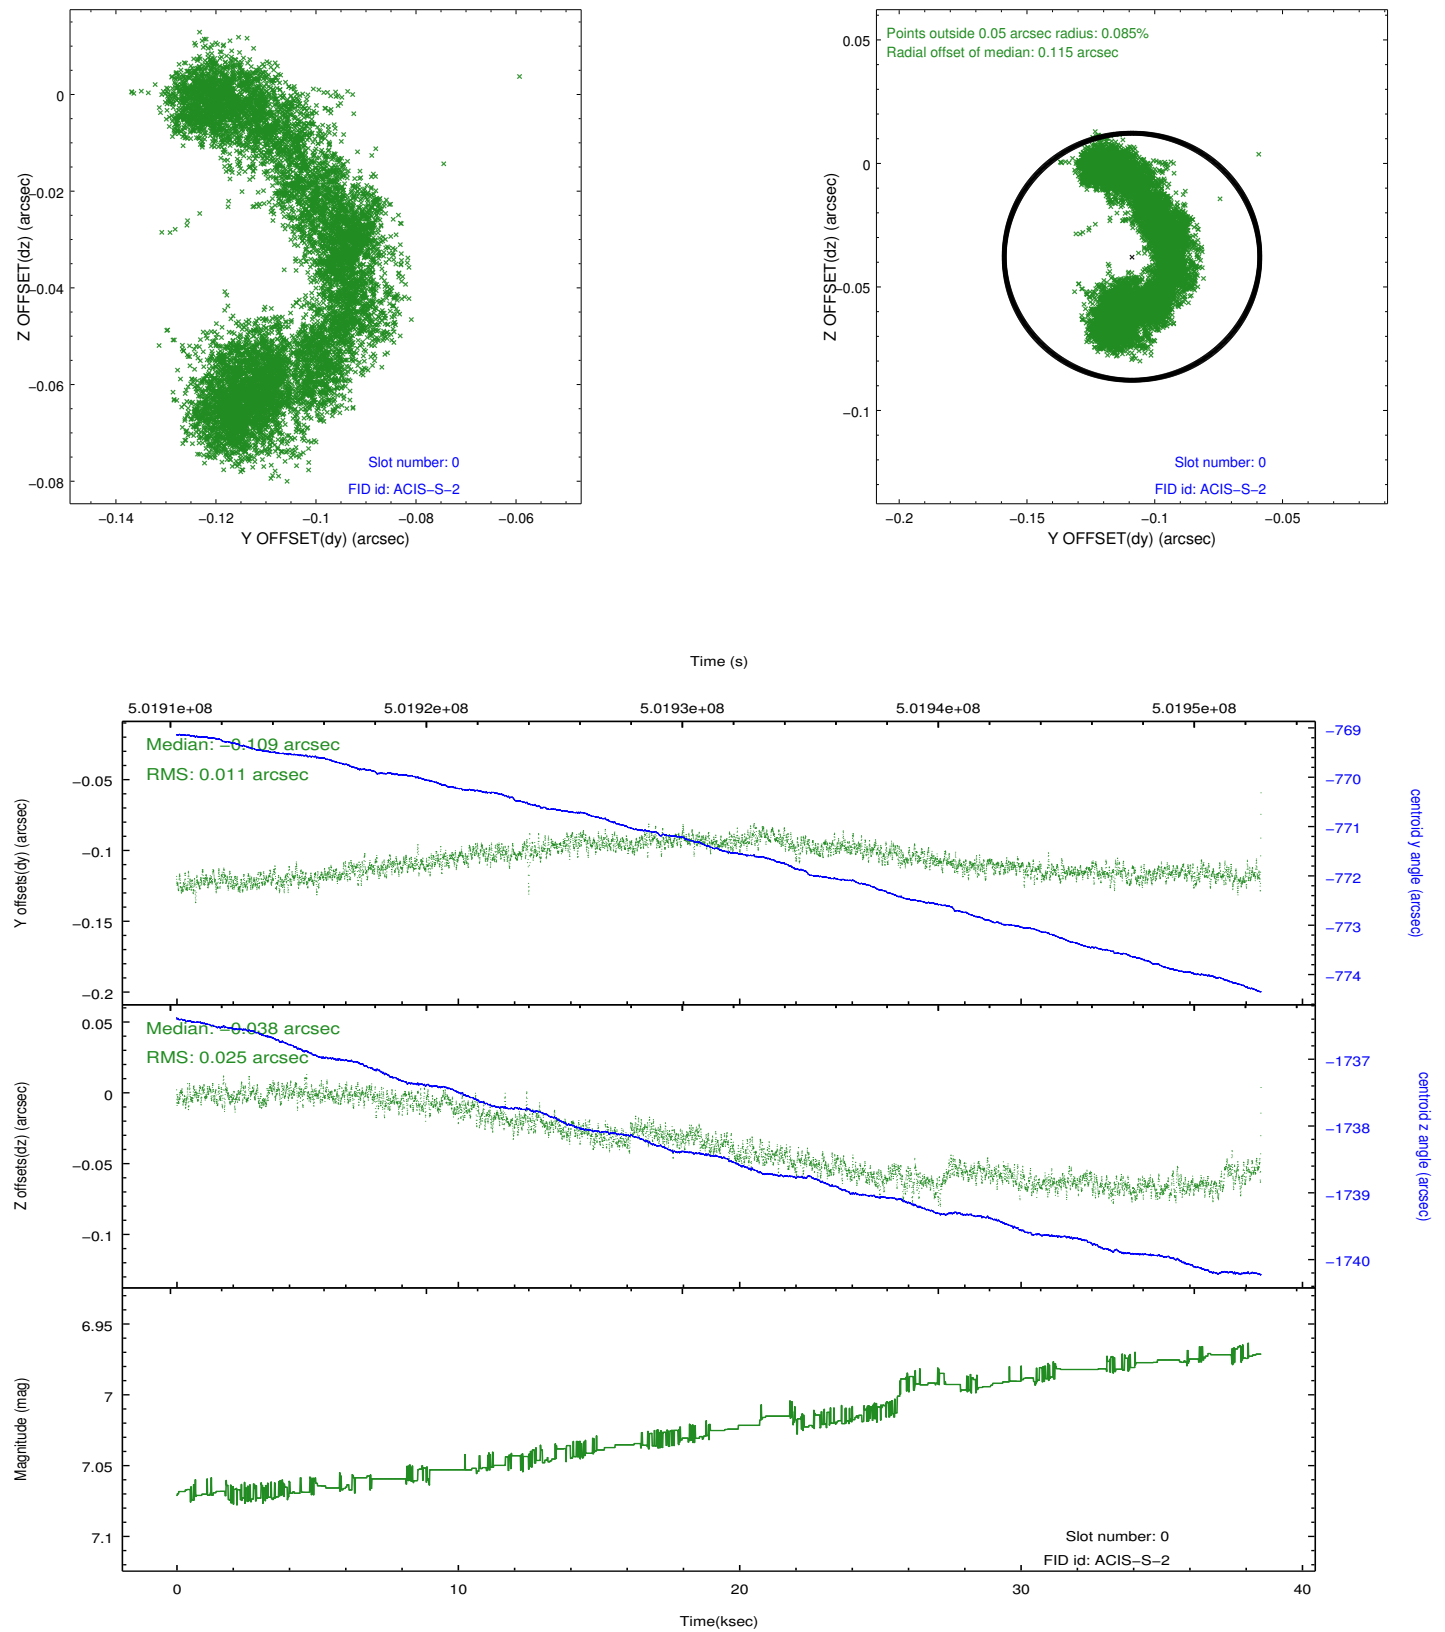 0
−0.02
−0.04
−0.06
−0.08
Z OFFSET(dz) (arcsec)
Slot number: 0
FID id: ACIS−S−2
−0.14
−0.12
−0.1
−0.08
−0.06
Y OFFSET(dy) (arcsec)
Points outside 0.05 arcsec radius: 0.085%
Radial offset of median: 0.115 arcsec
0.05
0
−0.05
−0.1
Z OFFSET(dz) (arcsec)
Slot number: 0
FID id: ACIS−S−2
−0.2
−0.15
−0.1
−0.05
Y OFFSET(dy) (arcsec)
Time (s)
5.0191e+08
5.0192e+08
5.0193e+08
5.0194e+08
5.0195e+08
Median: −0.109 arcsec
RMS: 0.011 arcsec
−0.05
−0.1
−0.15
−0.2
Y offsets(dy) (arcsec)
−769
−770
−771
−772
−773
−774
centroid y angle (arcsec)
Median: −0.038 arcsec
RMS: 0.025 arcsec
0.05
0
−0.05
−0.1
Z offsets(dz) (arcsec)
−1737
−1738
−1739
−1740
centroid z angle (arcsec)
6.95
7
7.05
7.1
Magnitude (mag)
Slot number: 0
FID id: ACIS−S−2
0
10
20
30
40
Time(ksec)